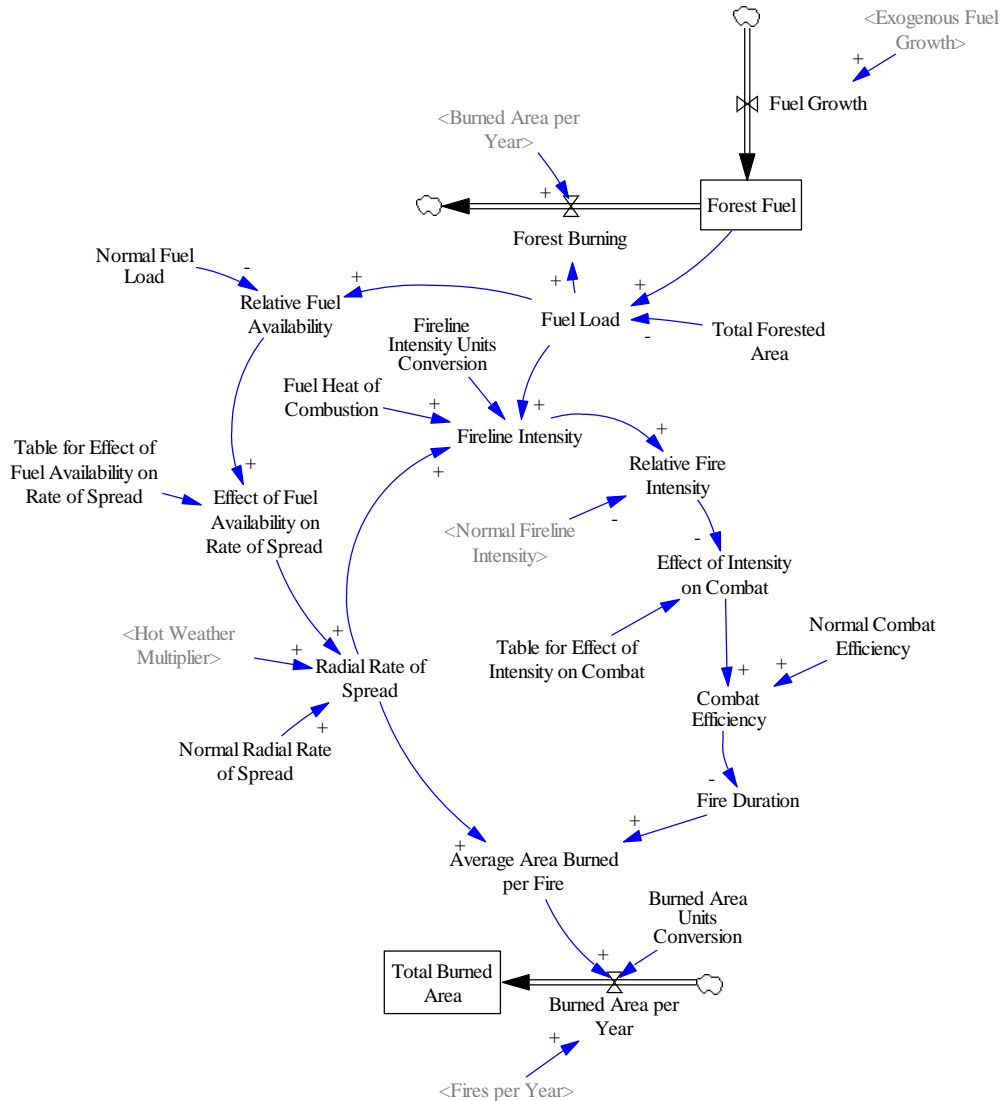 <Exogenous Fuel
Growth>
+
Fuel Growth
<Burned Area per
Year>
+
Forest Fuel
Forest Burning
Normal Fuel
Load
-
+
+
+
Relative Fuel
Availability
Fuel Load
-
Total Forested
Area
Fireline
Intensity Units
Conversion
Fuel Heat of
Combustion
+
+
Fireline Intensity
+
+
Relative Fire
Intensity
Table for Effect of
Fuel Availability on
Rate of Spread
+
Effect of Fuel
Availability on
Rate of Spread
<Normal Fireline
Intensity>
-
-
Effect of Intensity
on Combat
<Hot Weather
Multiplier>
+
+
Radial Rate of
Spread
Table for Effect of
Intensity on Combat
Normal Combat
Efficiency
+
+
Combat
Efficiency
+
Normal Radial Rate
of Spread
-
Fire Duration
+
+
Average Area Burned
per Fire
Burned Area
Units
Conversion
+
Total Burned
Area
Burned Area per
Year
+
<Fires per Year>